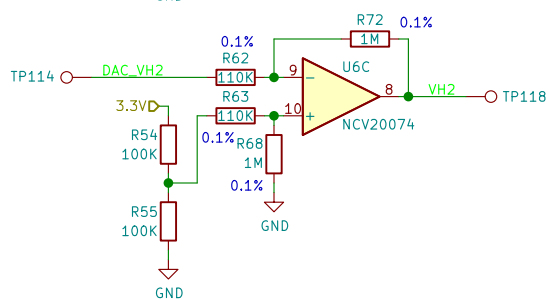 GND
R72
0.1%
1M
0.1%
R62
110K
U6C
TP114
DAC_VH2
9
8
VH2
TP118
3.3V
R63
110K
10
NCV20074
0.1%
R54
100K
R68
1M
0.1%
GND
R55
100K
GND